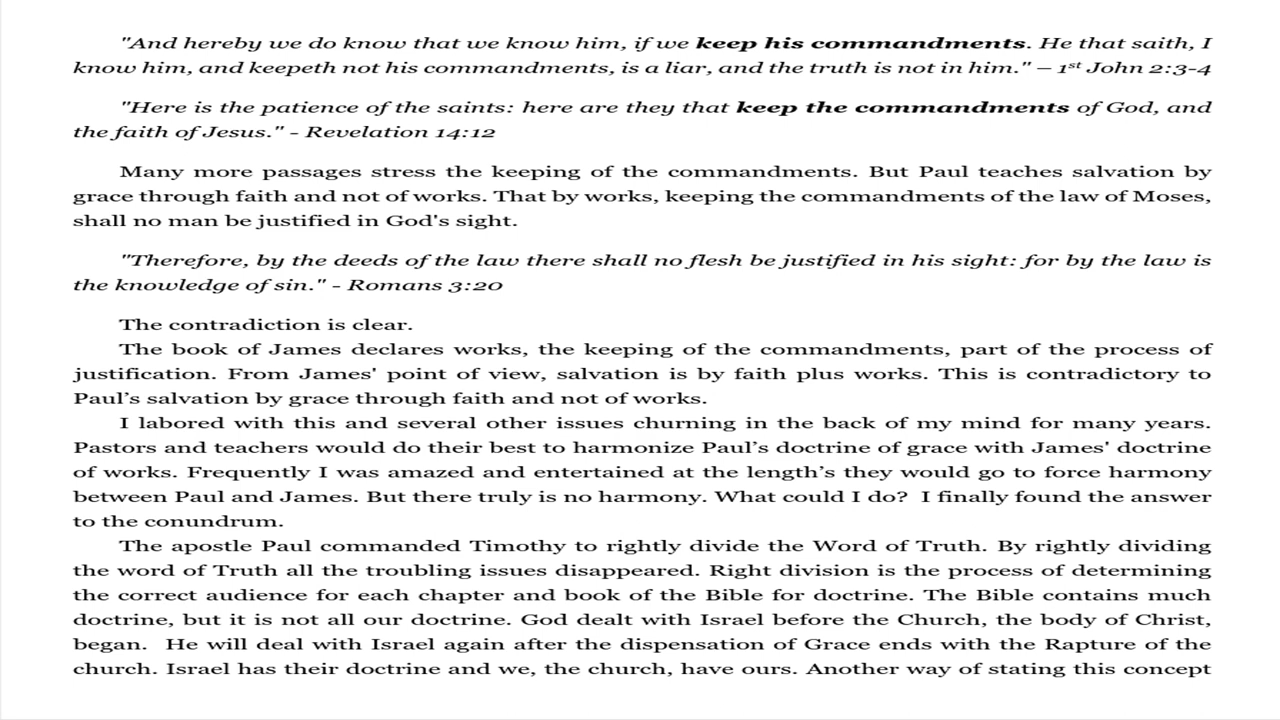 "And hereby we do know that we know him, if we keep his commandments. He that saith, I
know him, and keepeth not his commandments, is a liar, and the truth is not in him." – 1st John 2:3-4
"Here is the patience of the saints: here are they that keep the commandments of God, and
the faith of Jesus." - Revelation 14:12
Many more passages stress the keeping of the commandments. But Paul teaches salvation by
grace through faith and not of works. That by works, keeping the commandments of the law of Moses,
shall no man be justified in God's sight.
"Therefore, by the deeds of the law there shall no flesh be justified in his sight: for by the law is
the knowledge of sin." - Romans 3:20
The contradiction is clear.
The book of James declares works, the keeping of the commandments, part of the process of
justification. From James' point of view, salvation is by faith plus works. This is contradictory to
Paul’s salvation by grace through faith and not of works.
I labored with this and several other issues churning in the back of my mind for many years.
Pastors and teachers would do their best to harmonize Paul’s doctrine of grace with James' doctrine
of works. Frequently I was amazed and entertained at the length’s they would go to force harmony
between Paul and James. But there truly is no harmony. What could I do?  I finally found the answer
to the conundrum.
The apostle Paul commanded Timothy to rightly divide the Word of Truth. By rightly dividing
the word of Truth all the troubling issues disappeared. Right division is the process of determining
the correct audience for each chapter and book of the Bible for doctrine. The Bible contains much
doctrine, but it is not all our doctrine. God dealt with Israel before the Church, the body of Christ,
began.  He will deal with Israel again after the dispensation of Grace ends with the Rapture of the
church. Israel has their doctrine and we, the church, have ours. Another way of stating this concept